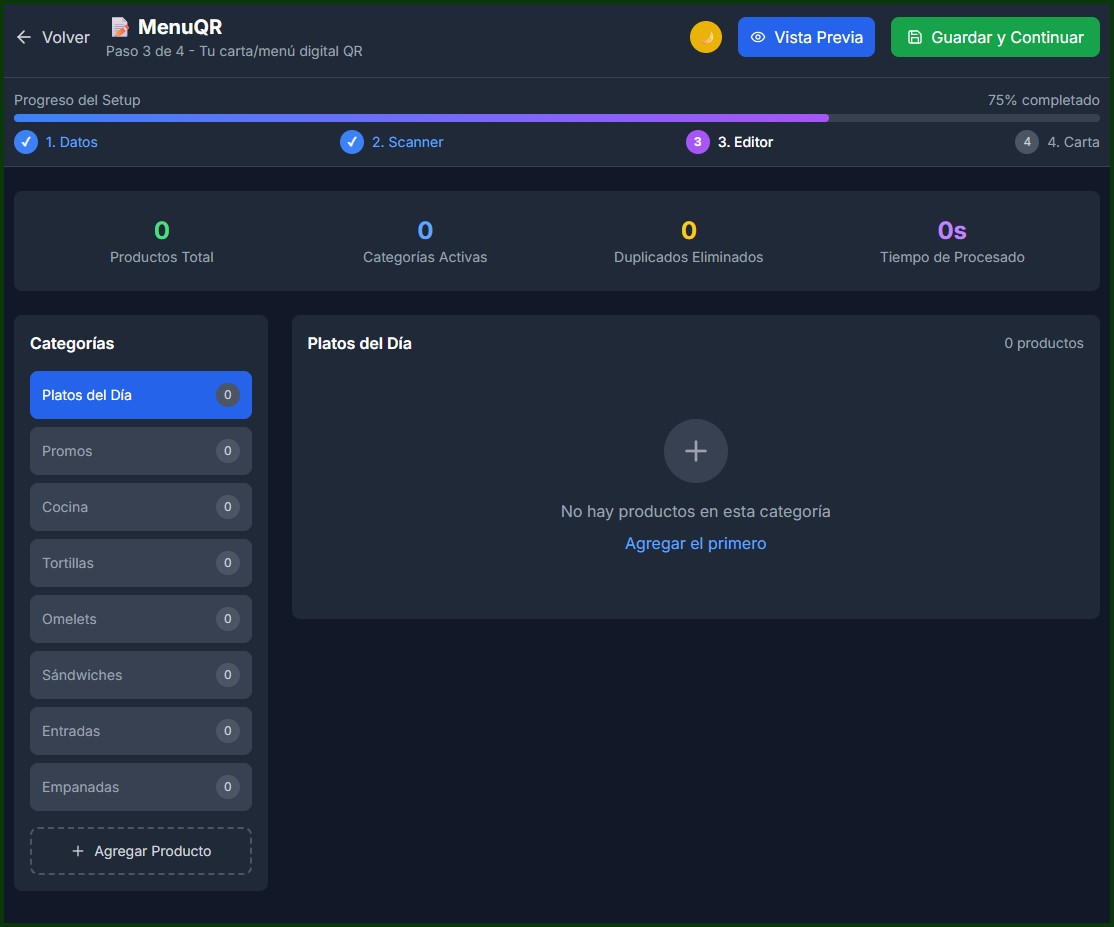 Volver
MenuQR
Paso 3 de 4 - Tu carta/menú digital QR
Vista Previa
Guardar y Continuar
Progreso del Setup
75% completado
1. Datos
2. Scanner
3 3. Editor
4 4. Carta
0
Productos Total
0
Categorías Activas
0
Duplicados Eliminados
0s
Tiempo de Procesado
Categorías
Platos del Día 0
Promos 0
Cocina 0
Tortillas 0
Omelets 0
Sándwiches 0
Entradas 0
Empanadas 0
+ Agregar Producto
Platos del Día
0 productos
No hay productos en esta categoría
Agregar el primero